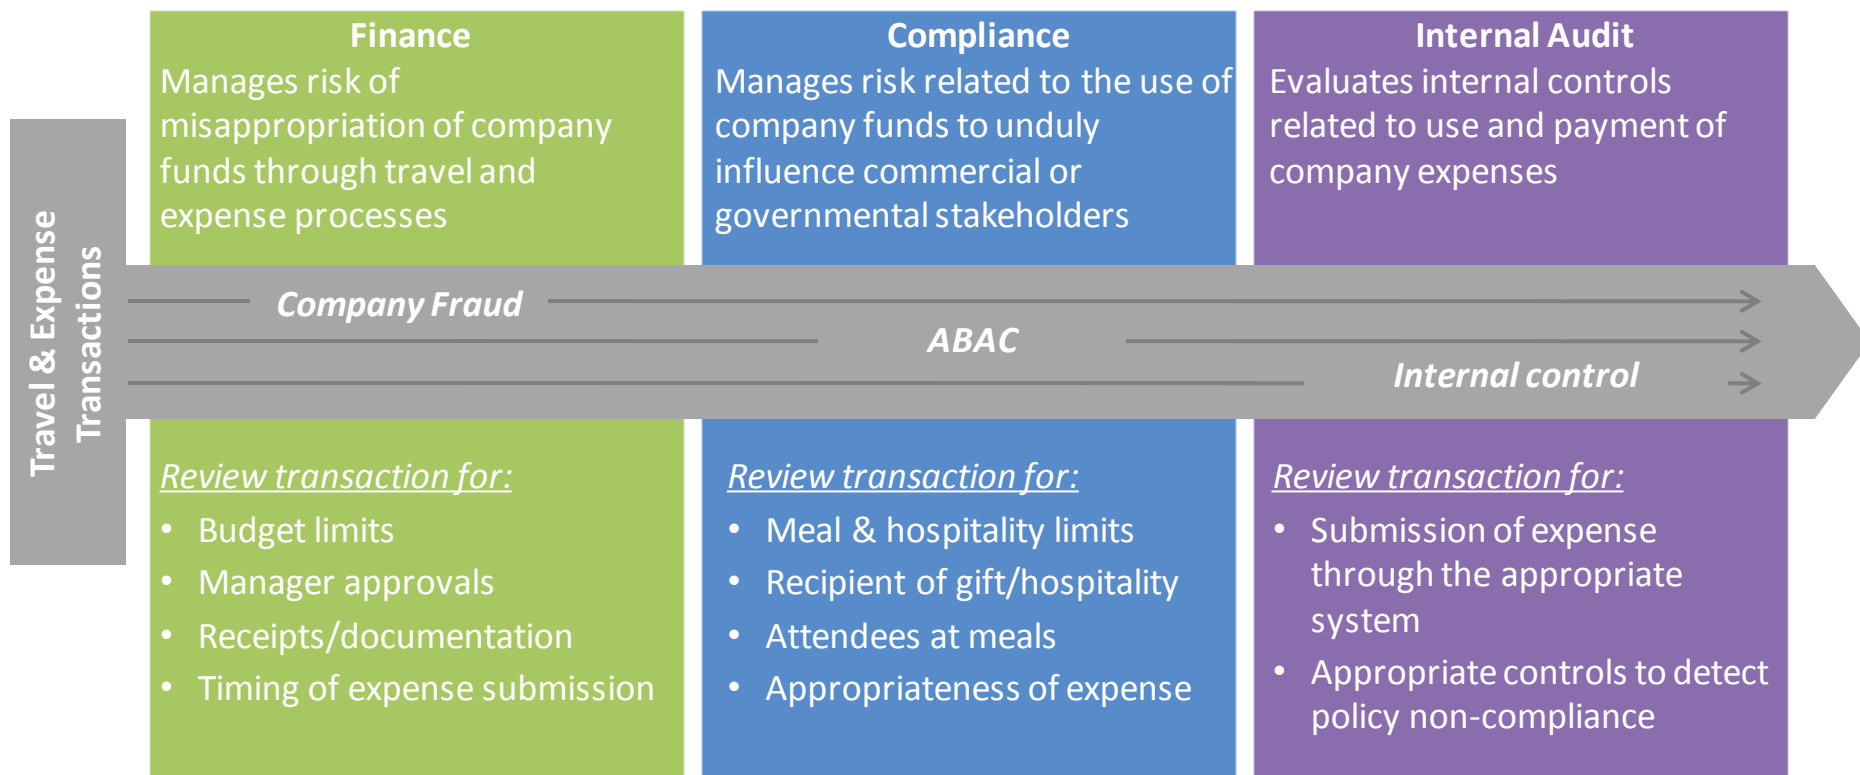 Finance
Manages risk of
misappropriation of company
funds through travel and
expense processes
Compliance
Manages risk related to the use of
company funds to unduly
influence commercial or
governmental stakeholders
Internal Audit
Evaluates internal controls
related to use and payment of
company expenses
Travel & Expense
Transactions
Company Fraud
ABAC
Internal control
Review transaction for:
• Budget limits
• Manager approvals
• Receipts/documentation
• Timing of expense submission
Review transaction for:
• Meal & hospitality limits
• Recipient of gift/hospitality
• Attendees at meals
• Appropriateness of expense
Review transaction for:
• Submission of expense
through the appropriate
system
• Appropriate controls to detect
policy non-compliance